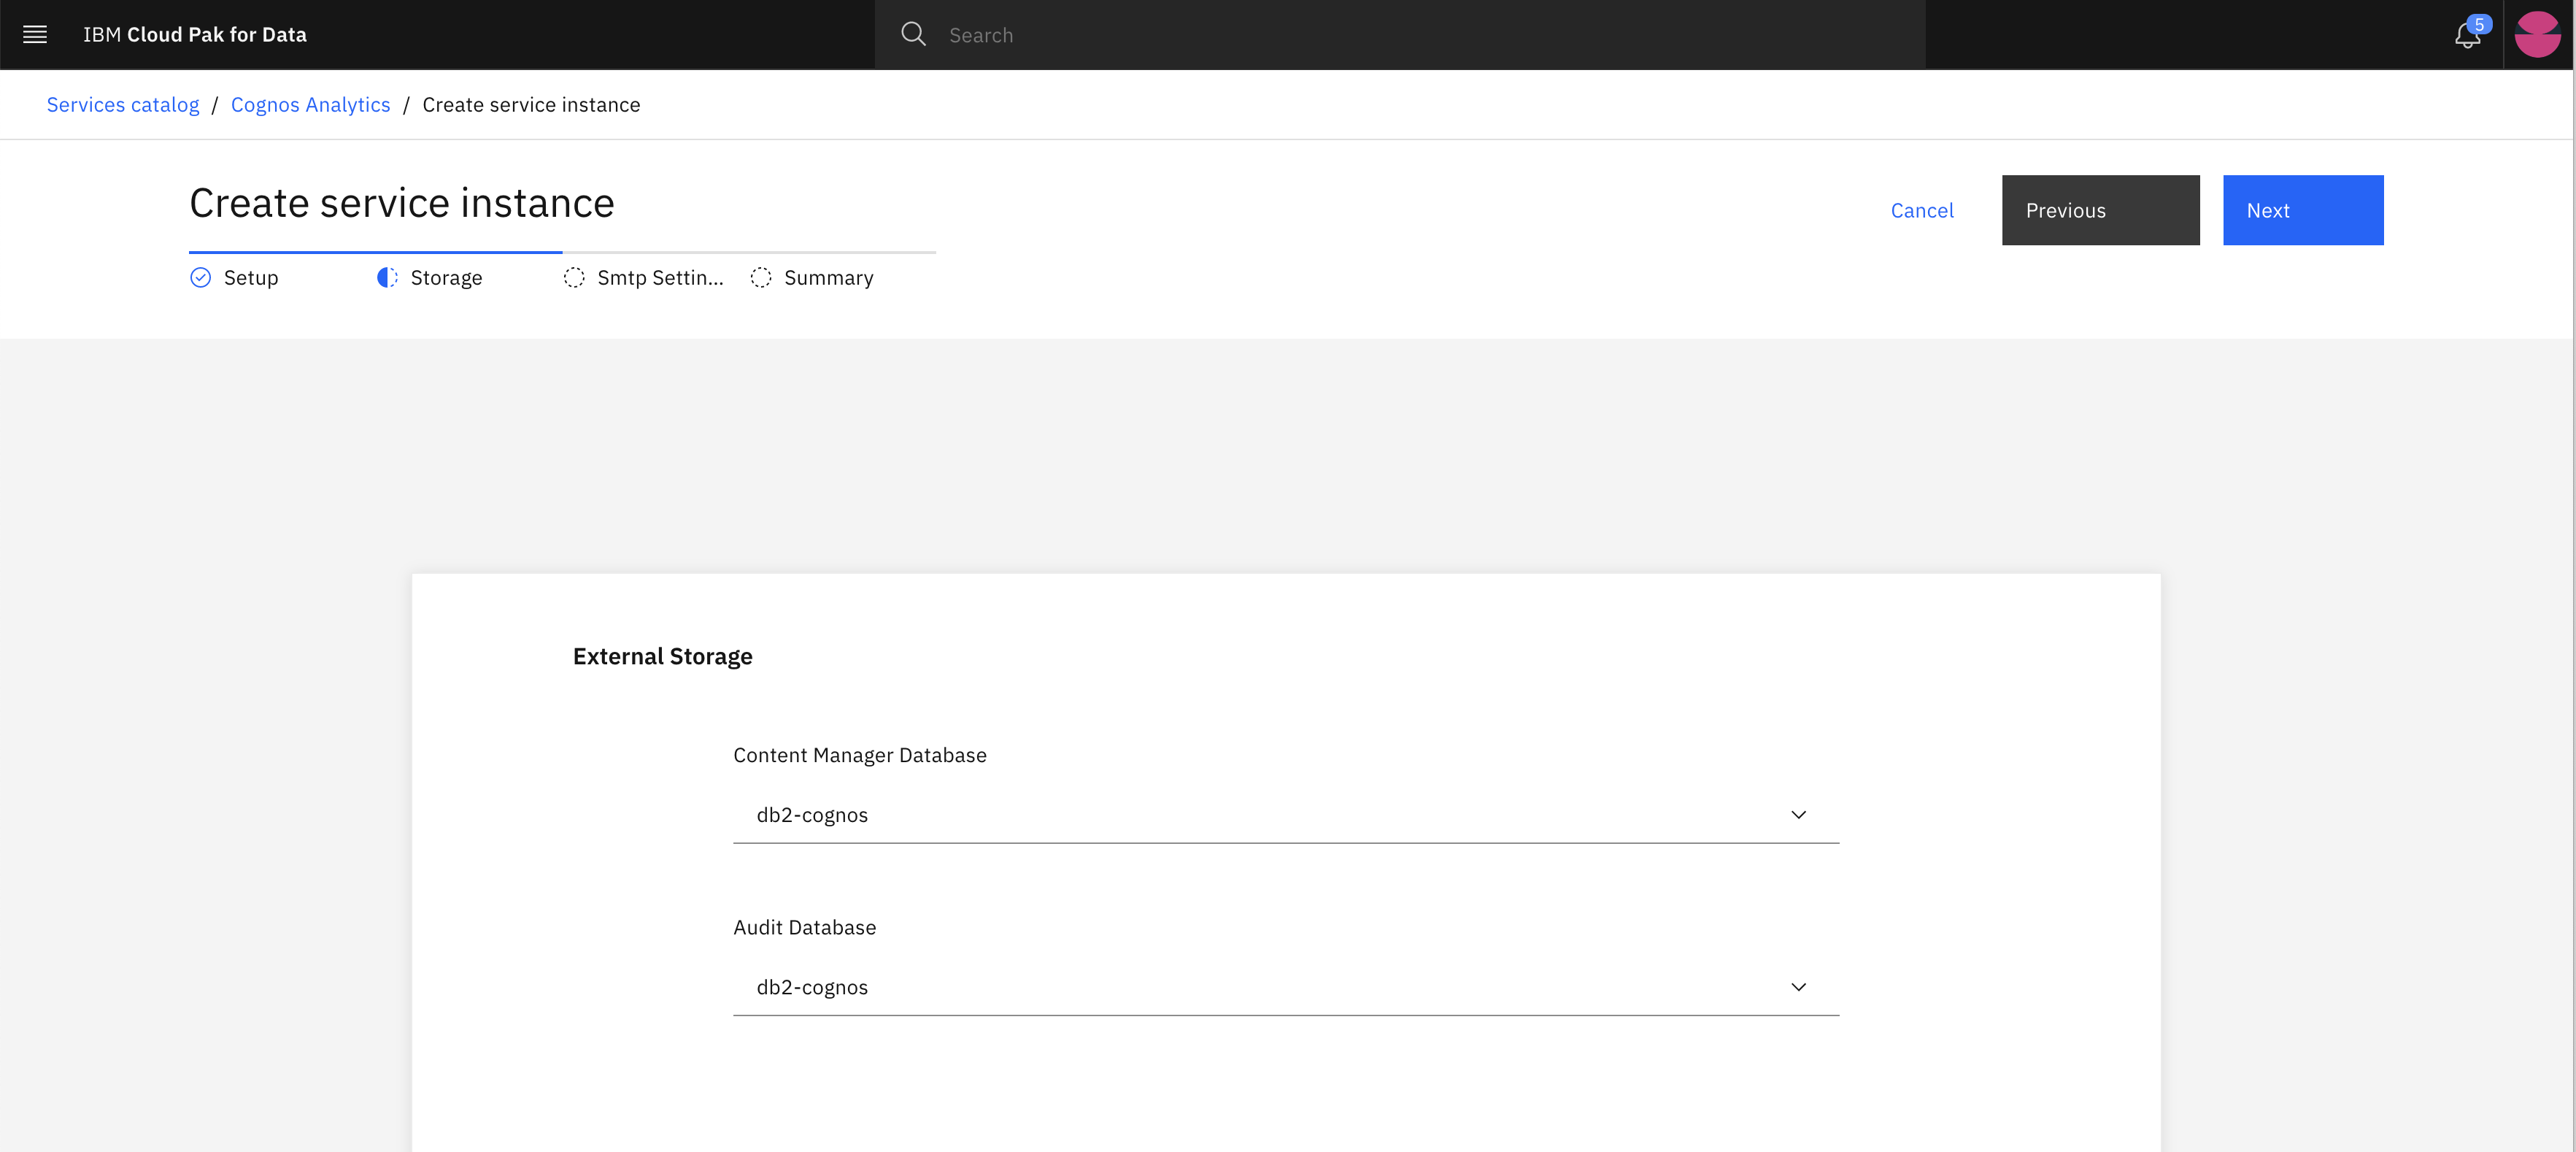 IBM Cloud Pak for Data
Search
5
Services catalog / Cognos Analytics / Create service instance
Create service instance
Cancel
Previous
Next
Setup
Storage
Smtp Settin...
Summary
External Storage
Content Manager Database
db2-cognos
Audit Database
db2-cognos